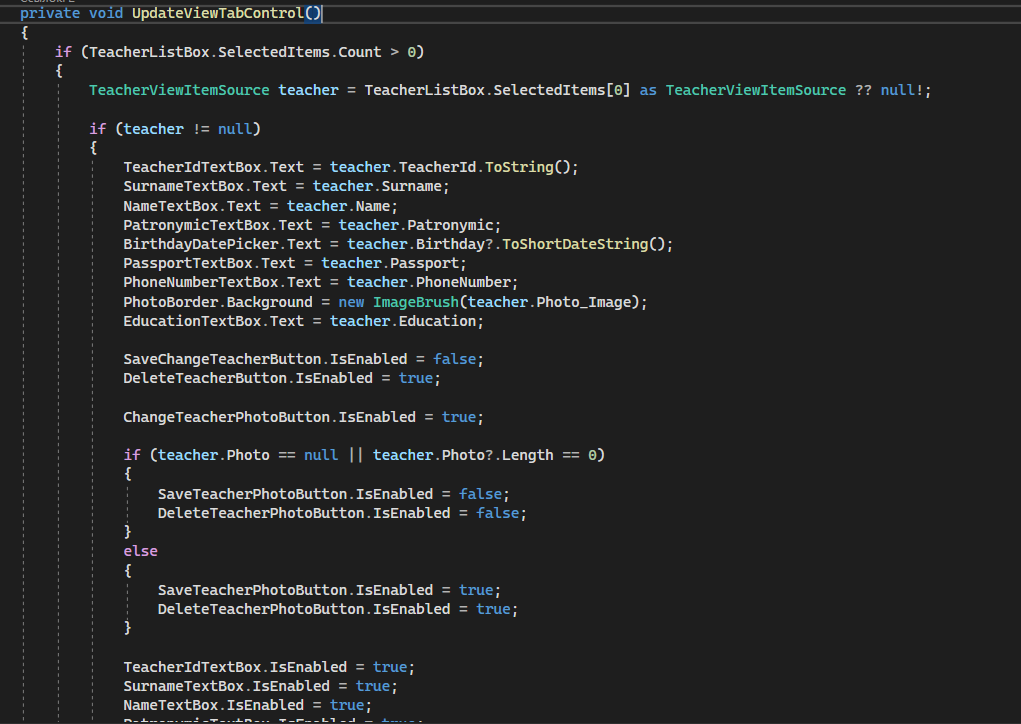 private void UpdateViewTabControl()
{
    if (TeacherListBox.SelectedItems.Count > 0)
    {
        TeacherViewItemSource teacher = TeacherListBox.SelectedItems[0] as TeacherViewItemSource ?? null!;

        if (teacher != null)
        {
            TeacherIdTextBox.Text = teacher.TeacherId.ToString();
            SurnameTextBox.Text = teacher.Surname;
            NameTextBox.Text = teacher.Name;
            PatronymicTextBox.Text = teacher.Patronymic;
            BirthdayDatePicker.Text = teacher.Birthday?.ToShortDateString();
            PassportTextBox.Text = teacher.Passport;
            PhoneNumberTextBox.Text = teacher.PhoneNumber;
            PhotoBorder.Background = new ImageBrush(teacher.Photo_Image);
            EducationTextBox.Text = teacher.Education;

            SaveChangeTeacherButton.IsEnabled = false;
            DeleteTeacherButton.IsEnabled = true;

            ChangeTeacherPhotoButton.IsEnabled = true;

            if (teacher.Photo == null || teacher.Photo?.Length == 0)
            {
                SaveTeacherPhotoButton.IsEnabled = false;
                DeleteTeacherPhotoButton.IsEnabled = false;
            }
            else
            {
                SaveTeacherPhotoButton.IsEnabled = true;
                DeleteTeacherPhotoButton.IsEnabled = true;
            }

            TeacherIdTextBox.IsEnabled = true;
            SurnameTextBox.IsEnabled = true;
            NameTextBox.IsEnabled = true;
            PatronymicTextBox.IsEnabled = true;